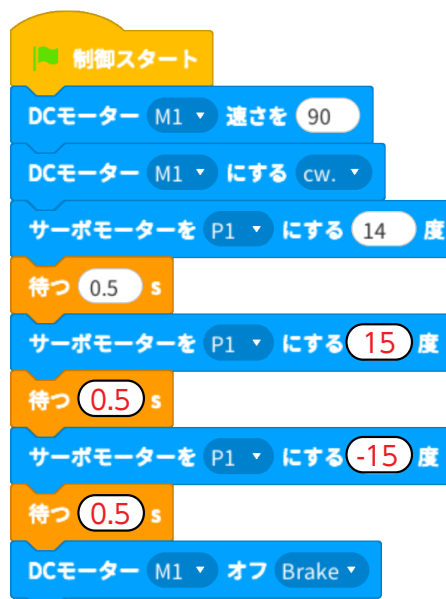 制御スタート
DCモーター M1 速さを 90
DCモーター M1 にする cw.
サーボモーターを P1 にする 14 度
待つ 0.5 s
サーボモーターを P1 にする 15 度
待つ 0.5 s
サーボモーターを P1 にする -15 度
待つ 0.5 s
DCモーター M1 オフ Brake